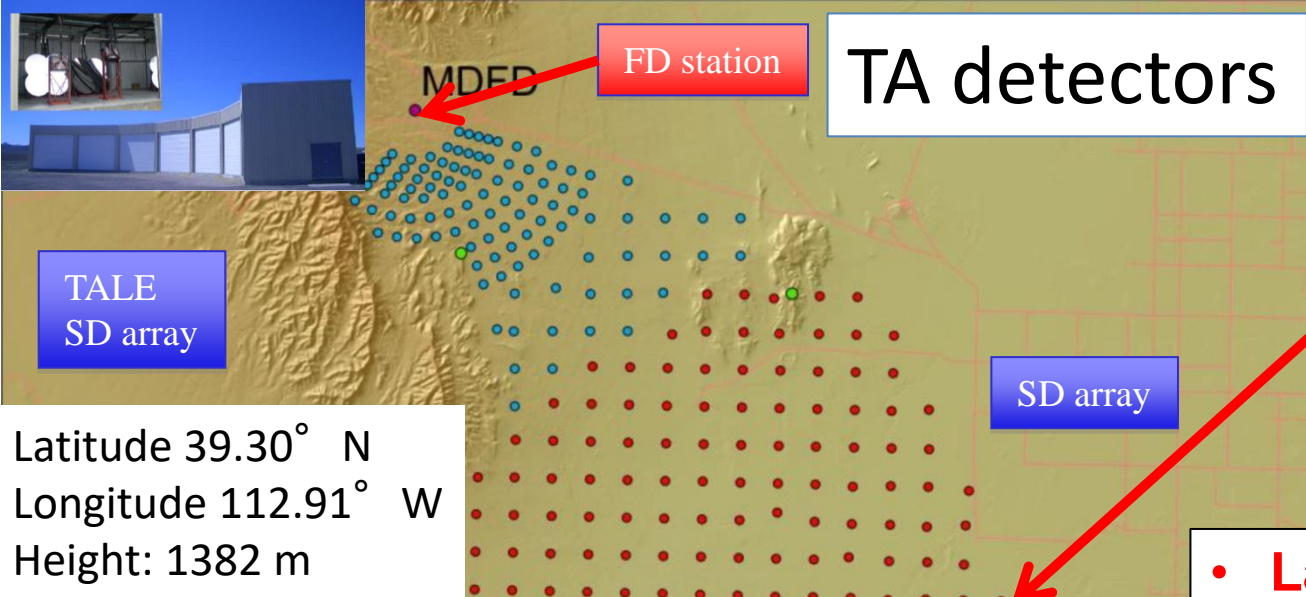 TA detectors
FD station
MDFD
TALE
SD array
SD array
Latitude 39.30° N
Longitude 112.91° W
Height: 1382 m